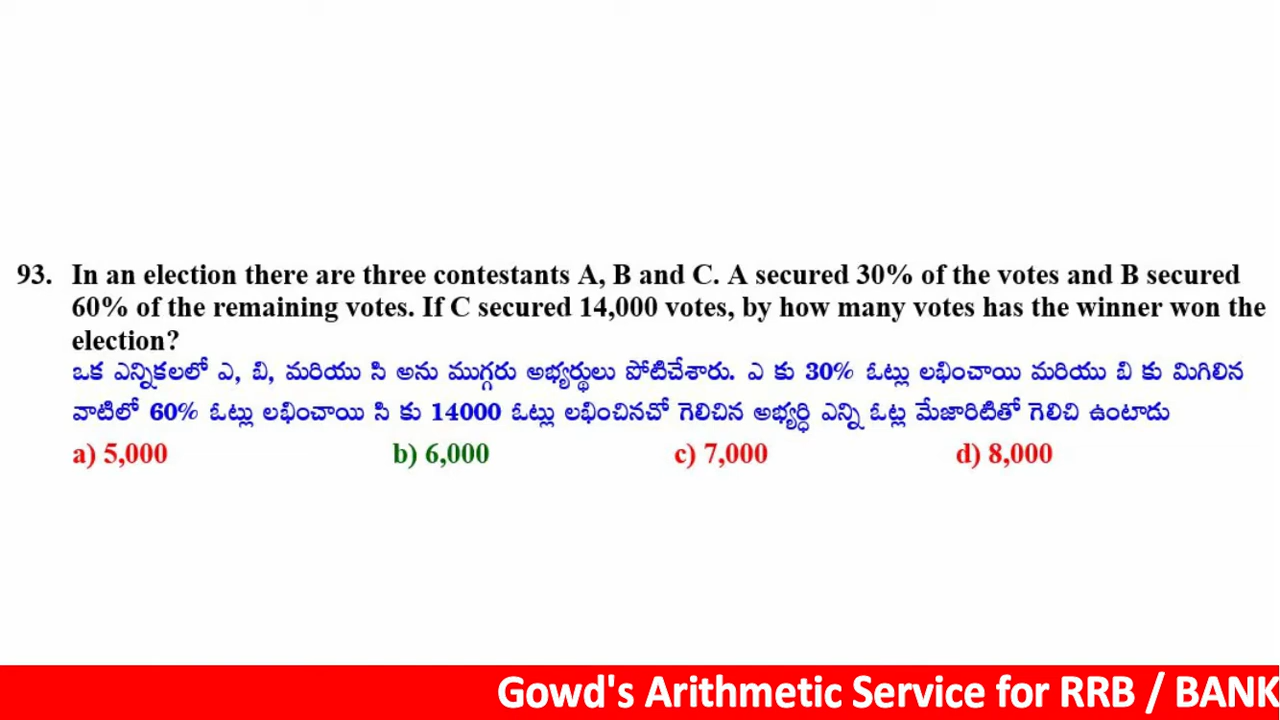 93. In an election there are three contestants A, B and C. A secured 30% of the votes and B secured
60% of the remaining votes. If C secured 14,000 votes, by how many votes has the winner won the
election?
ఒక ఎన్నికలలో ఎ, బి, మరియు సి అను ముగ్గరు అభ్యర్థులు పోటిచేశారు. ఎ కు 30% ఓట్లు లభించాయి మరియు బి కు మిగిలిన
వాటిలో 60% ఓట్లు లభించాయి సి కు 14000 ఓట్లు లభించినచో గెలిచిన అభ్యర్ధి ఎన్ని ఓట్ల మేజారిటితో గెలిచి ఉంటాడు
a) 5,000 b) 6,000 c) 7,000 d) 8,000
Gowd's Arithmetic Service for RRB / BANK